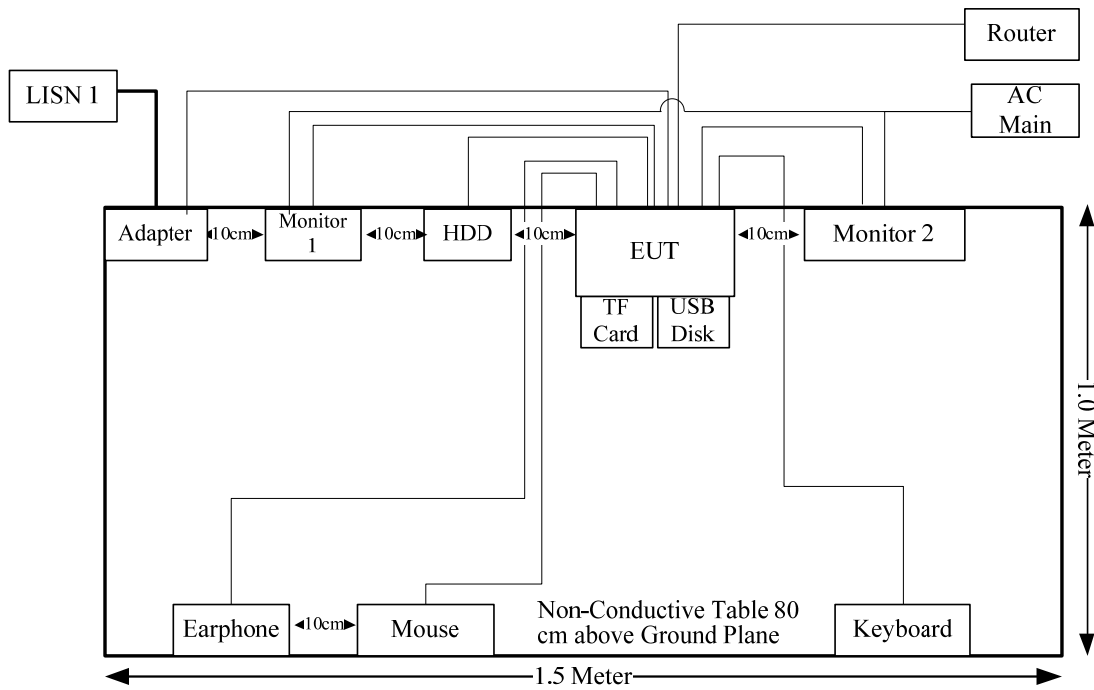 Router
LISN 1
AC
Main
Adapter
10cm
Monitor
1
10cm
HDD
10cm
EUT
10cm
Monitor 2
TF
Card
USB
Disk
1.0 Meter
Earphone
10cm
Mouse
Non-Conductive Table 80
cm above Ground Plane
Keyboard
1.5 Meter